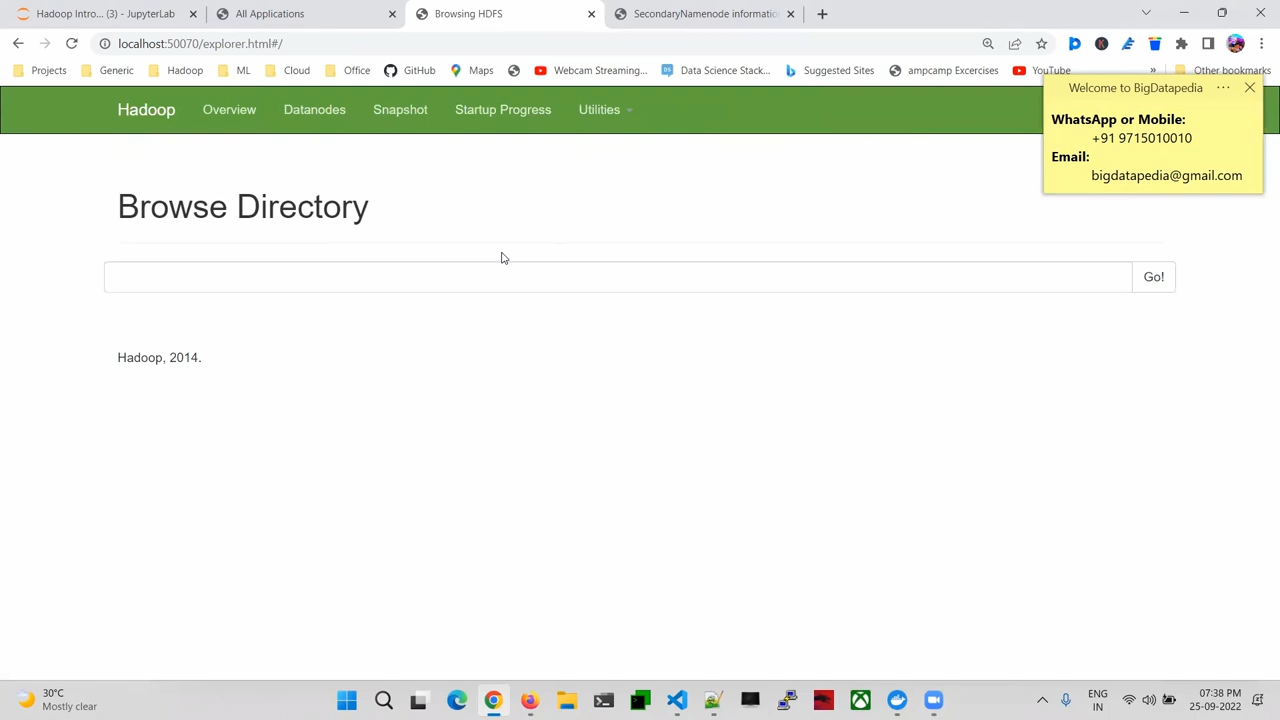 Hadoop Intro... (3) - JupyterLab
All Applications
Browsing HDFS
SecondaryNamenode informatio
localhost:50070/explorer.html#/
Projects
Generic
Hadoop
ML
Cloud
Office
GitHub
Maps
Webcam Streaming...
Data Science Stack...
Suggested Sites
ampcamp Excercises
YouTube
»
Other bookmarks
Hadoop
Overview
Datanodes
Snapshot
Startup Progress
Utilities
Welcome to BigDatapedia
WhatsApp or Mobile:
+91 9715010010
Email:
bigdatapedia@gmail.com
Browse Directory
Go!
Hadoop, 2014.
30°C
Mostly clear
ENG
IN
07:38 PM
25-09-2022